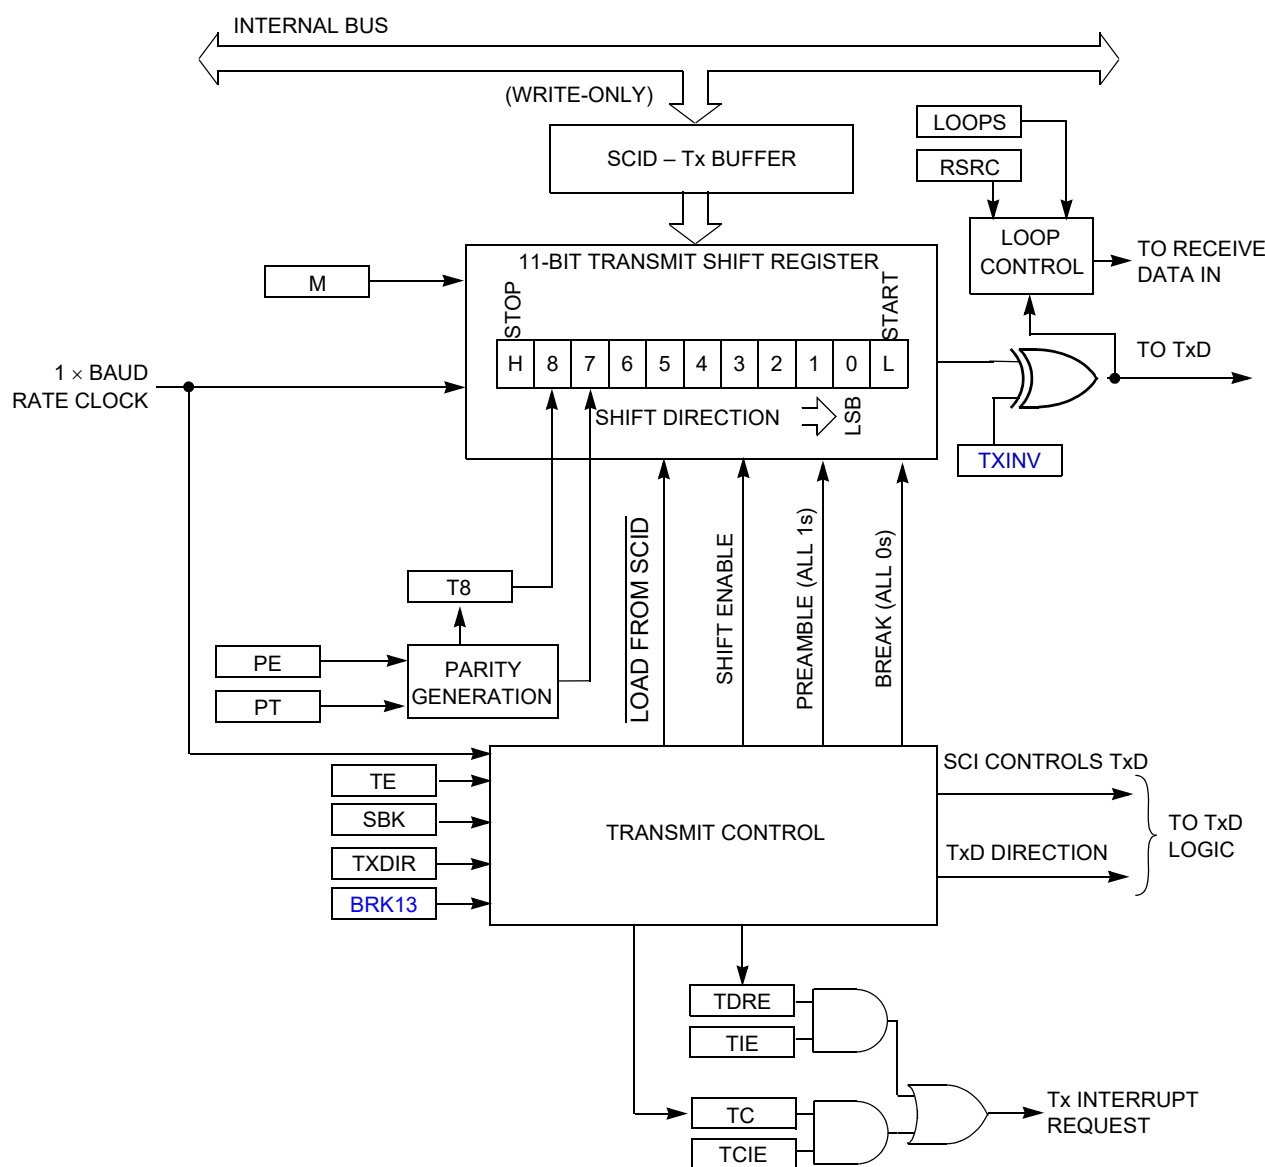 INTERNAL BUS
(WRITE-ONLY)
SCID – Tx BUFFER
LOOPS
RSRC
LOOP
CONTROL
TO RECEIVE
DATA IN
11-BIT TRANSMIT SHIFT REGISTER
M
STOP
START
H 8 7 6 5 4 3 2 1 0 L
1 × BAUD
RATE CLOCK
SHIFT DIRECTION
LSB
TO TxD
TXINV
LOAD FROM SCID
SHIFT ENABLE
PREAMBLE (ALL 1s)
BREAK (ALL 0s)
T8
PE
PT
PARITY
GENERATION
TE
SBK
TXDIR
BRK13
TRANSMIT CONTROL
SCI CONTROLS TxD
TxD DIRECTION
TO TxD
LOGIC
TDRE
TIE
TC
TCIE
Tx INTERRUPT
REQUEST